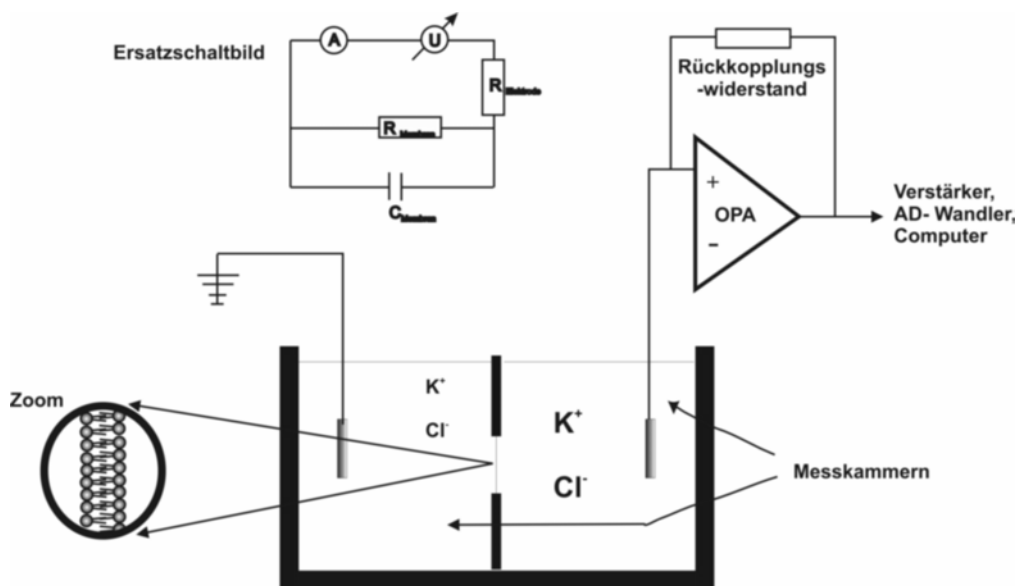 Ersatzschaltbild
A
U
R
R
C
Rückkopplungs
-widerstand
+
OPA
-
Verstärker,
AD- Wandler,
Computer
Zoom
K⁺
Cl⁻
K⁺
Cl⁻
Messkammern